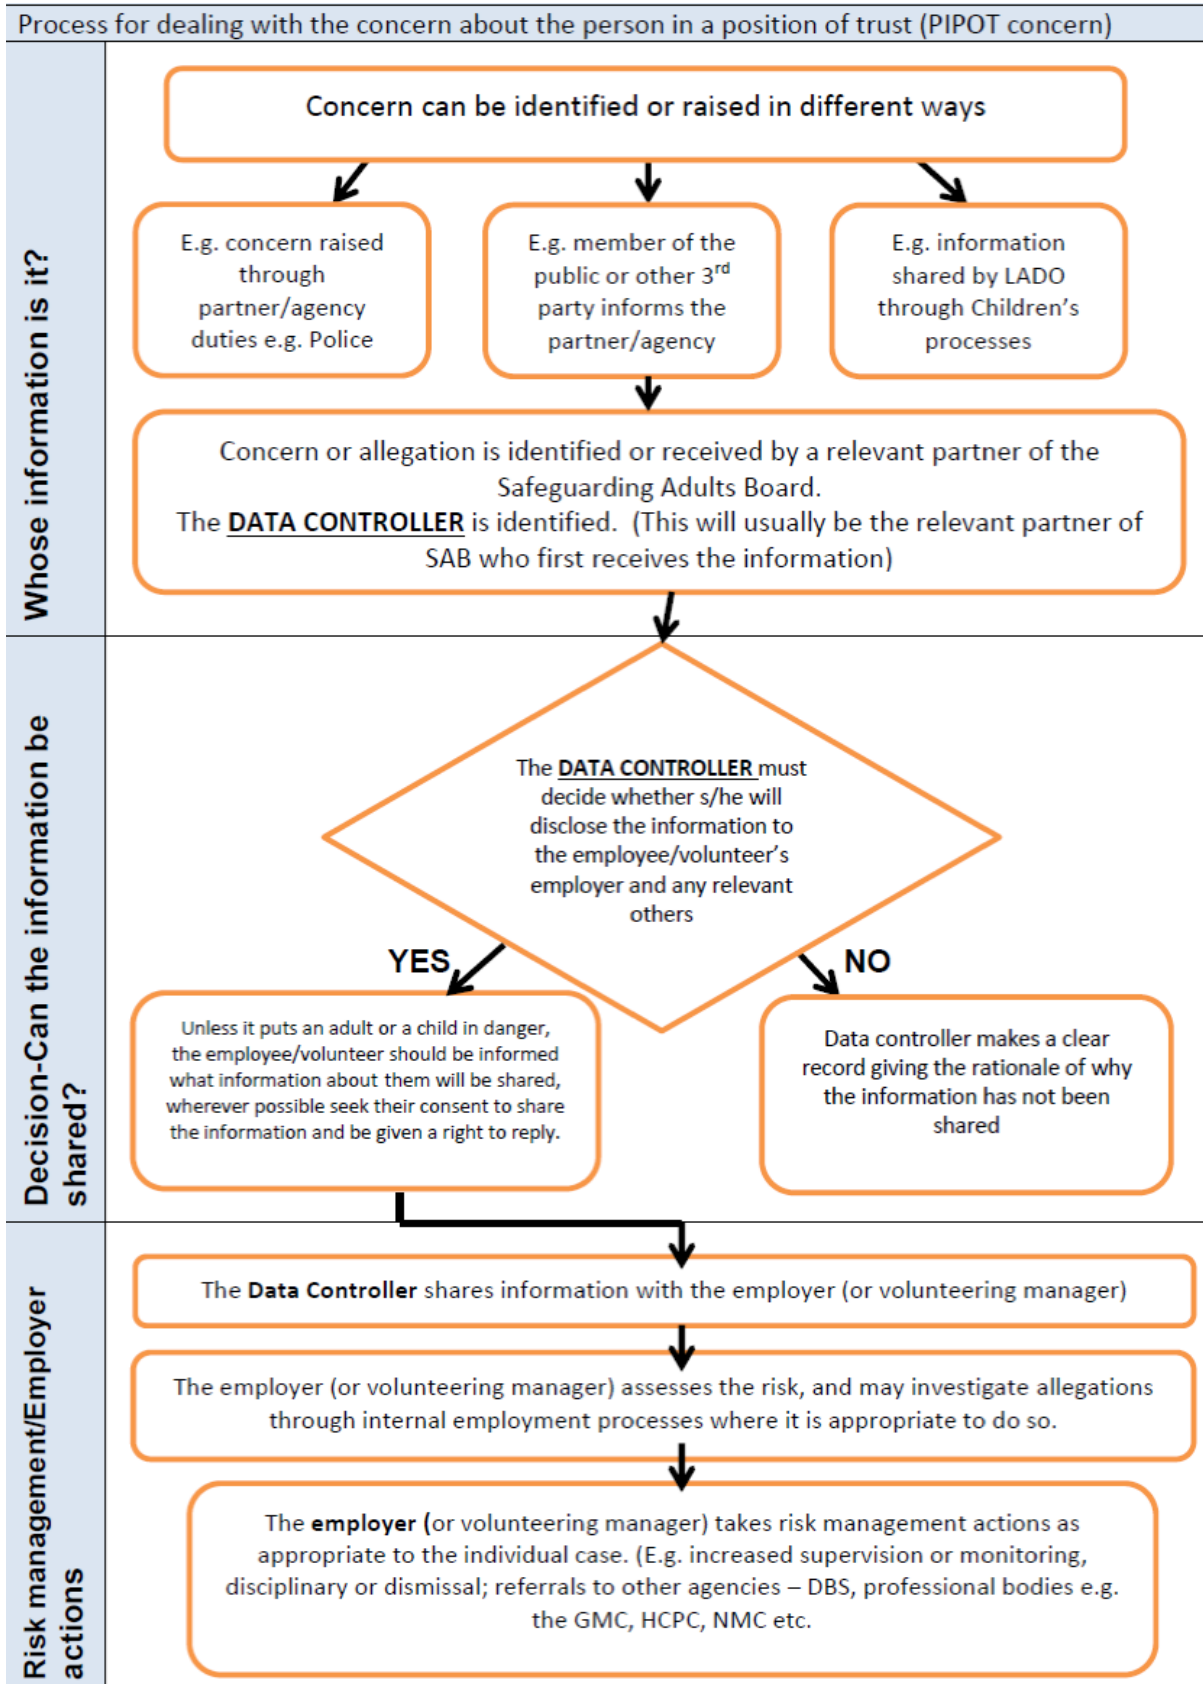 Process for dealing with the concern about the person in a position of trust (PIPOT concern)
Whose information is it?
Concern can be identified or raised in different ways
E.g. concern raised
through
partner/agency
duties e.g. Police
E.g. member of the
public or other 3rd
party informs the
partner/agency
E.g. information
shared by LADO
through Children's
processes
Concern or allegation is identified or received by a relevant partner of the
Safeguarding Adults Board.
The DATA CONTROLLER is identified.  (This will usually be the relevant partner of
SAB who first receives the information)
Decision-Can the information be
shared?
The DATA CONTROLLER must
decide whether s/he will
disclose the information to
the employee/volunteer's
employer and any relevant
others
YES
NO
Unless it puts an adult or a child in danger,
the employee/volunteer should be informed
what information about them will be shared,
wherever possible seek their consent to share
the information and be given a right to reply.
Data controller makes a clear
record giving the rationale of why
the information has not been
shared
Risk management/Employer
actions
The Data Controller shares information with the employer (or volunteering manager)
The employer (or volunteering manager) assesses the risk, and may investigate allegations
through internal employment processes where it is appropriate to do so.
The employer (or volunteering manager) takes risk management actions as
appropriate to the individual case. (E.g. increased supervision or monitoring,
disciplinary or dismissal; referrals to other agencies – DBS, professional bodies e.g.
the GMC, HCPC, NMC etc.